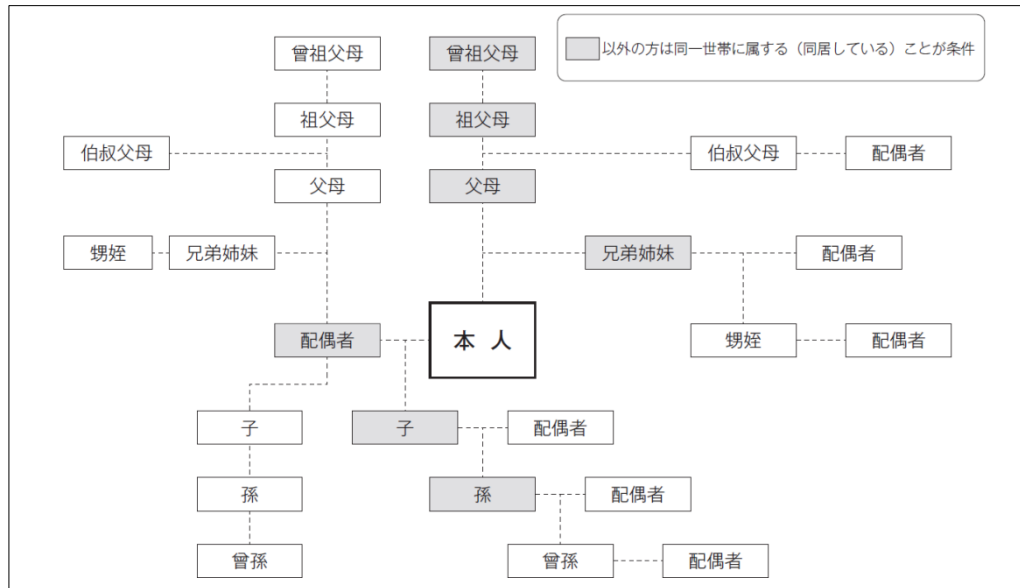 以外の方は同一世帯に属する（同居している）ことが条件
曾祖父母
曾祖父母
祖父母
祖父母
伯叔父母
伯叔父母
配偶者
父母
父母
甥姪
兄弟姉妹
兄弟姉妹
配偶者
配偶者
本 人
甥姪
配偶者
子
子
配偶者
孫
孫
配偶者
曾孫
曾孫
配偶者